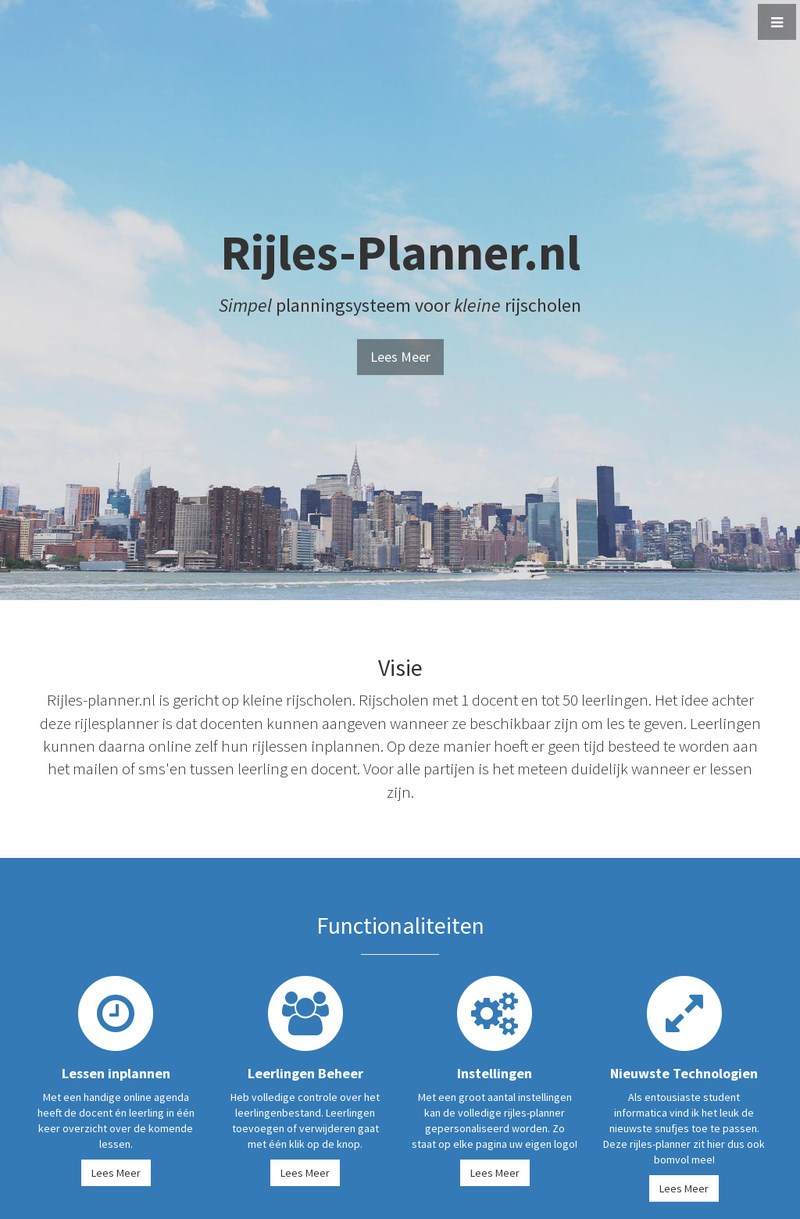 Rijles-Planner.nl
Simpel planningsysteem voor kleine rijscholen
Lees Meer
Visie
Rijles-planner.nl is gericht op kleine rijscholen. Rijscholen met 1 docent en tot 50 leerlingen. Het idee achter
deze rijlesplanner is dat docenten kunnen aangeven wanneer ze beschikbaar zijn om les te geven. Leerlingen
kunnen daarna online zelf hun rijlessen inplannen. Op deze manier hoeft er geen tijd besteed te worden aan
het mailen of sms'en tussen leerling en docent. Voor alle partijen is het meteen duidelijk wanneer er lessen
zijn.
Functionaliteiten
Lessen inplannen
Met een handige online agenda
heeft de docent én leerling in één
keer overzicht over de komende
lessen.
Lees Meer
Leerlingen Beheer
Heb volledige controle over het
leerlingenbestand. Leerlingen
toevoegen of verwijderen gaat
met één klik op de knop.
Lees Meer
Instellingen
Met een groot aantal instellingen
kan de volledige rijles-planner
gepersonaliseerd worden. Zo
staat op elke pagina uw eigen logo!
Lees Meer
Nieuwste Technologien
Als entousiaste student
informatica vind ik het leuk de
nieuwste snufjes toe te passen.
Deze rijles-planner zit hier dus ook
bomvol mee!
Lees Meer